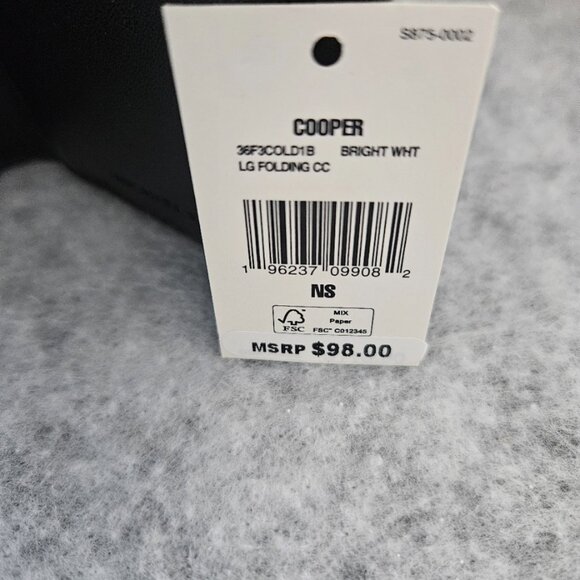 S875-0002
COOPER
36F3COLD1B BRIGHT WHT
LG FOLDING CC
1 96237 09908 2
NS
FSC
MIX
Paper
FSC™ C012345
MSRP $98.00